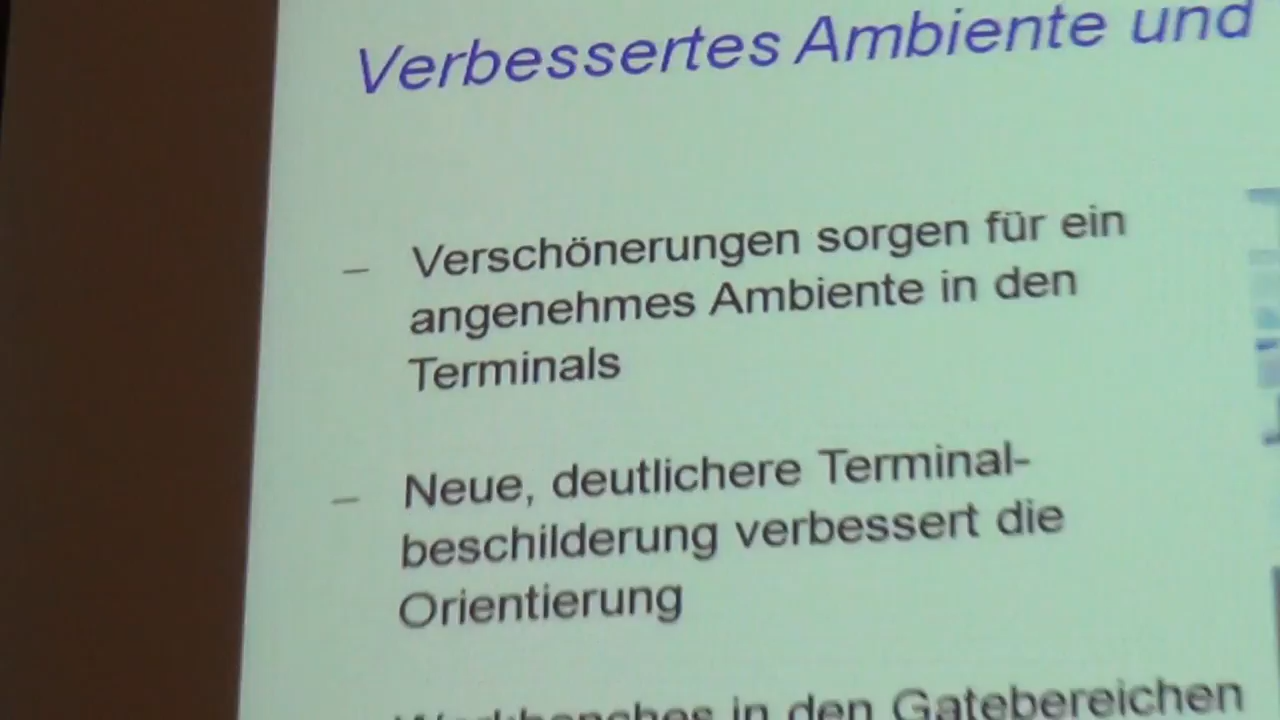 Verbessertes Ambiente und
– Verschönerungen sorgen für ein
angenehmes Ambiente in den
Terminals
– Neue, deutlichere Terminal-
beschilderung verbessert die
Orientierung
in den Gatebereichen